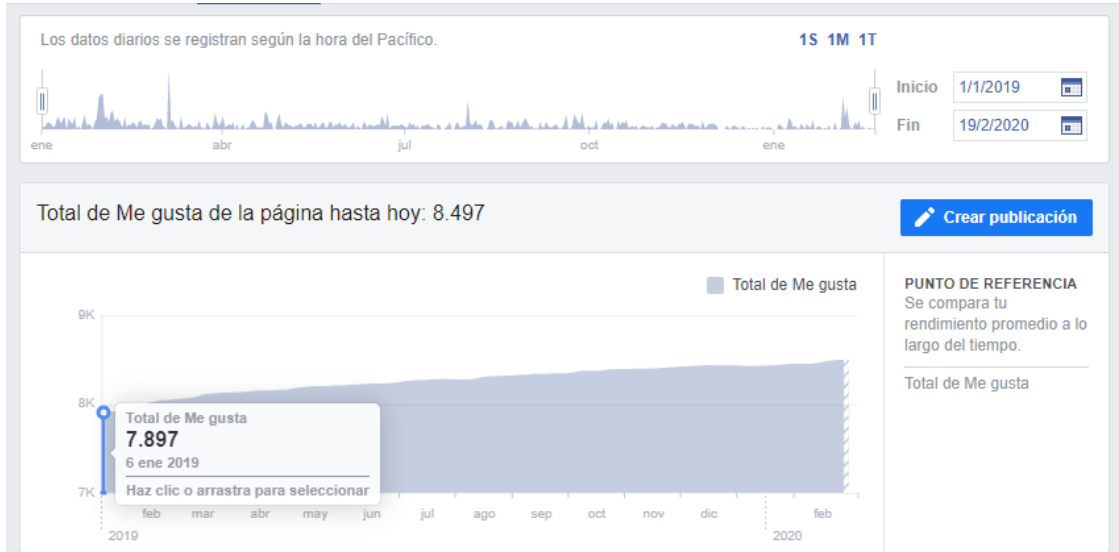 Los datos diarios se registran según la hora del Pacífico.
1S 1M 1T
Inicio 1/1/2019
Fin 19/2/2020
ene abr jul oct ene
Total de Me gusta de la página hasta hoy: 8.497
Crear publicación
Total de Me gusta
PUNTO DE REFERENCIA
Se compara tu
rendimiento promedio a lo
largo del tiempo.
Total de Me gusta
9K
8K
7K
Total de Me gusta
7.897
6 ene 2019
Haz clic o arrastra para seleccionar
feb mar abr may jun jul ago sep oct nov dic feb
2019 2020